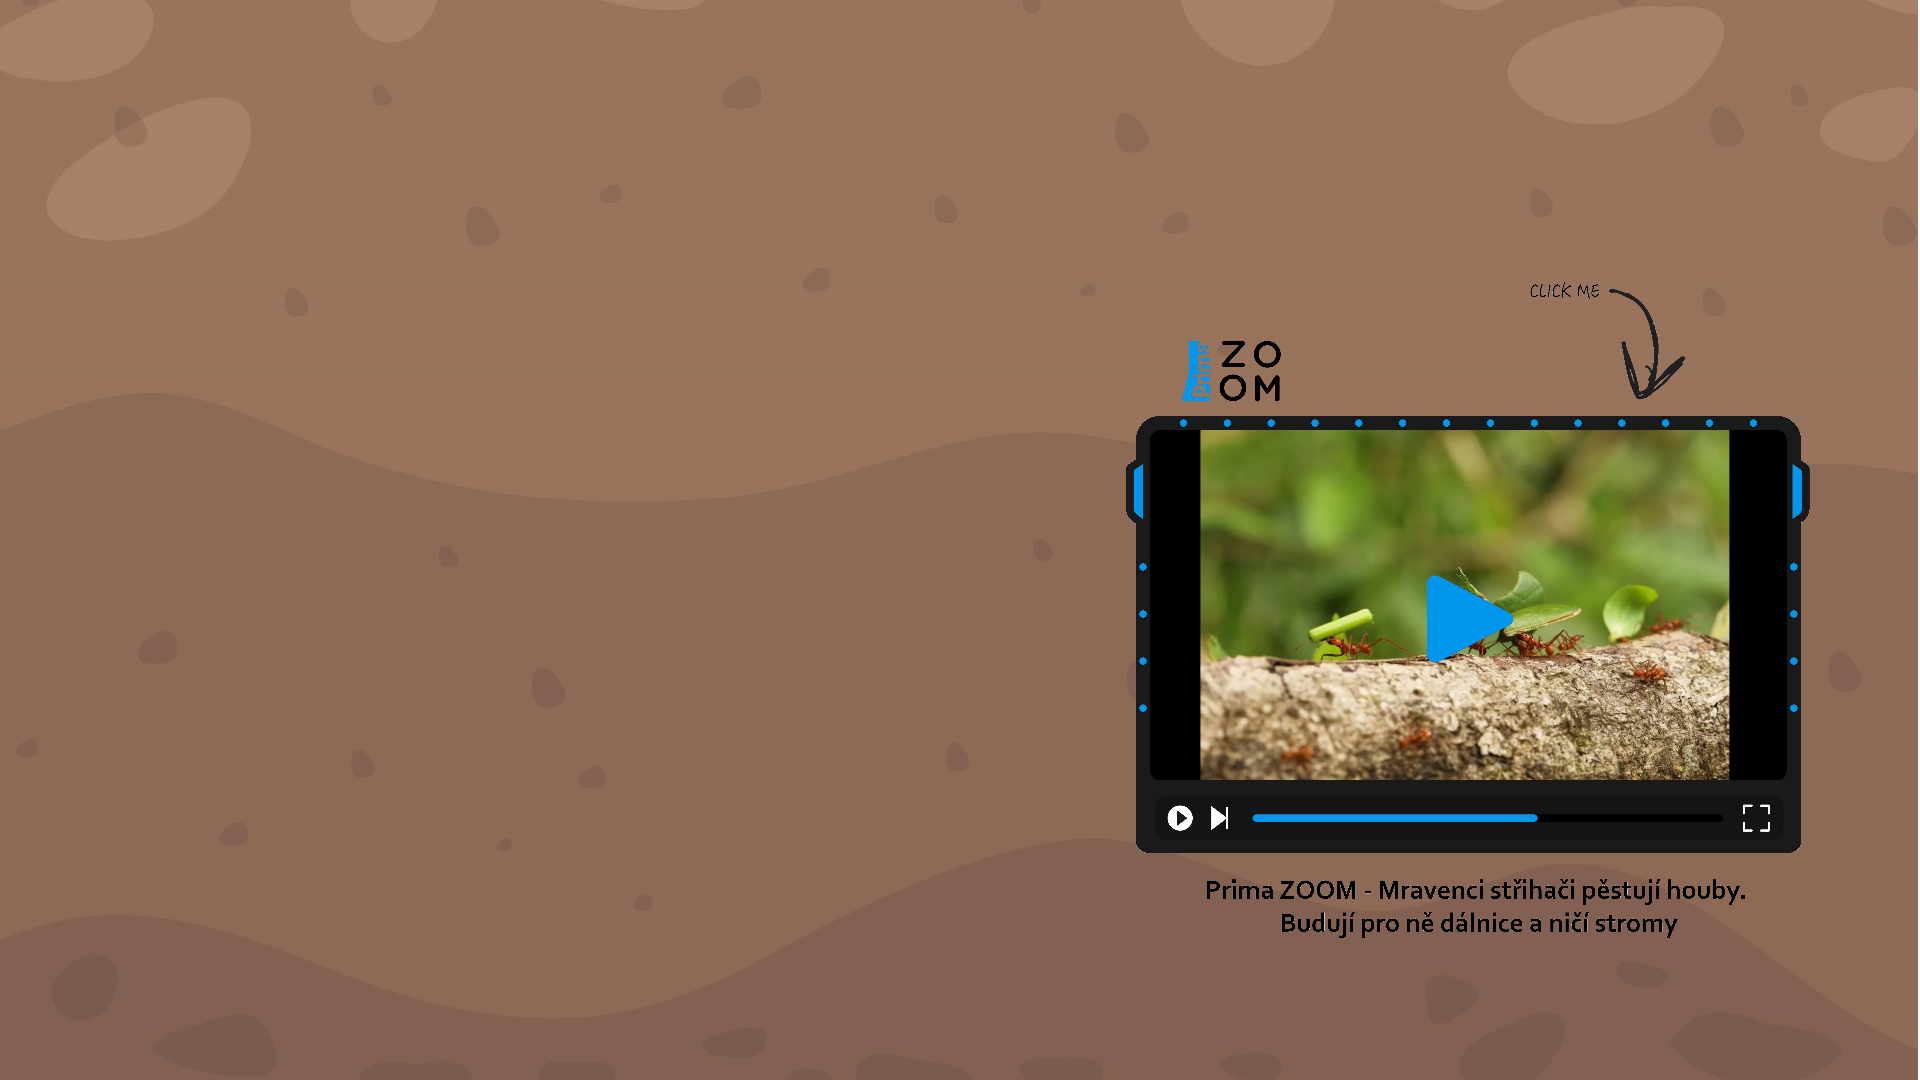 CLICK ME
Prima
ZO
OM
Prima ZOOM - Mravenci střihači pěstují houby.
Budují pro ně dálnice a ničí stromy